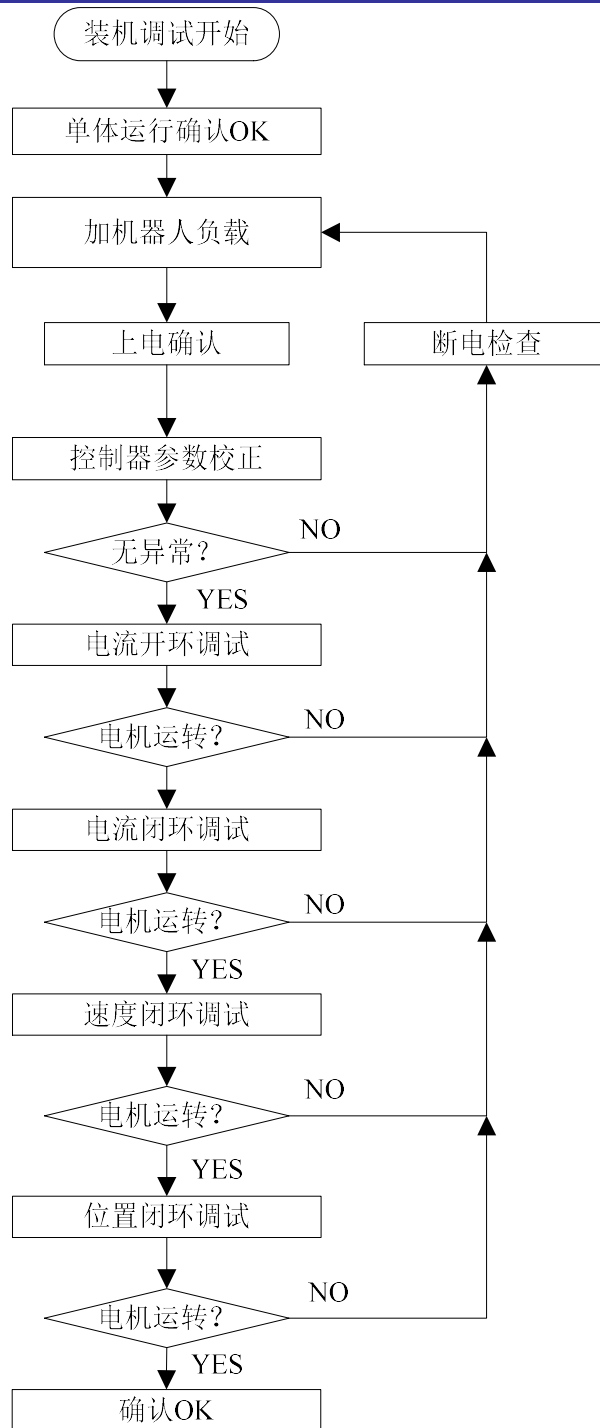 装机调试开始
单体运行确认OK
加机器人负载
上电确认
断电检查
控制器参数校正
无异常?
NO
YES
电流开环调试
电机运转?
NO
电流闭环调试
电机运转?
NO
YES
速度闭环调试
电机运转?
NO
YES
位置闭环调试
电机运转?
NO
YES
确认OK